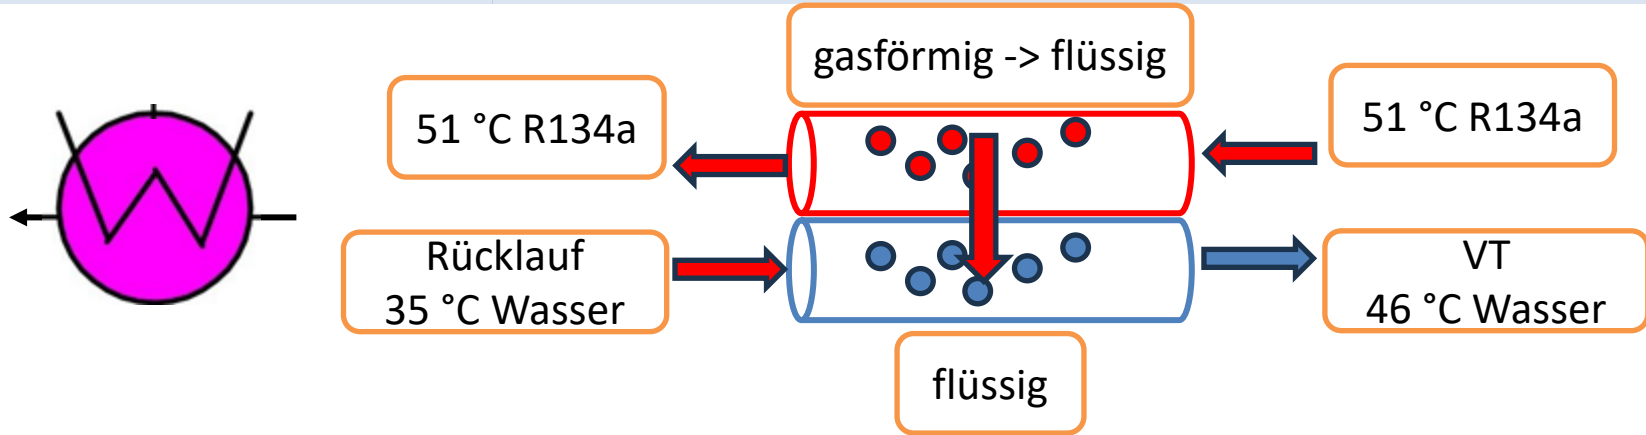 gasförmig -> flüssig
51 °C R134a
51 °C R134a
Rücklauf
35 °C Wasser
VT
46 °C Wasser
flüssig